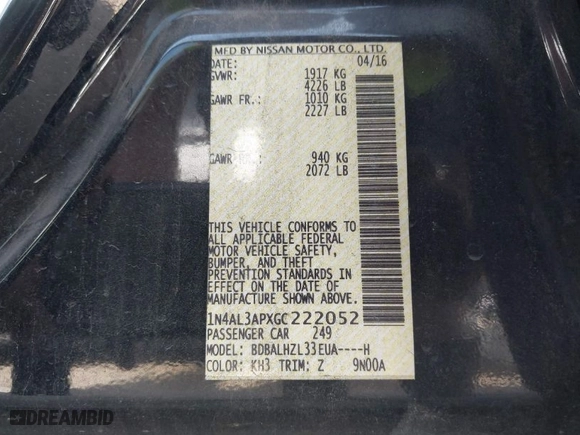 MFD BY NISSAN MOTOR CO., LTD.
DATE: 04/16
GVWR: 1917 KG
4226 LB
GAWR FR.: 1010 KG
2227 LB
GAWR RR.: 940 KG
2072 LB
THIS VEHICLE CONFORMS TO
ALL APPLICABLE FEDERAL
MOTOR VEHICLE SAFETY,
BUMPER, AND THEFT
PREVENTION STANDARDS IN
EFFECT ON THE DATE OF
MANUFACTURE SHOWN ABOVE.
1N4AL3APXGC222052
PASSENGER CAR 249
MODEL: BDBALHZL33EUA----H
COLOR: KH3 TRIM: Z 9N00A
DREAMBID